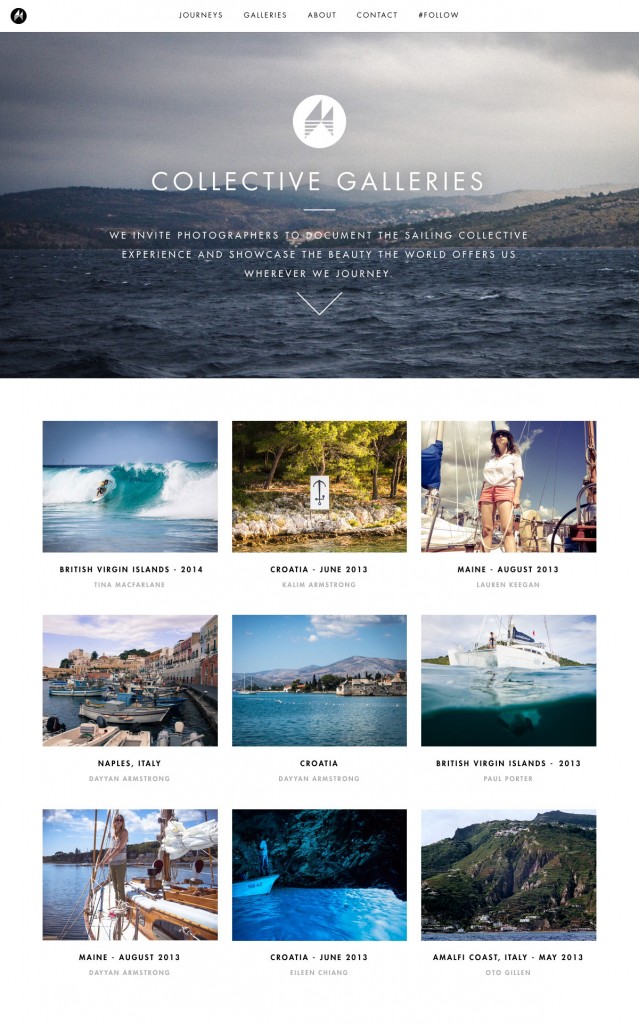 JOURNEYS GALLERIES ABOUT CONTACT #FOLLOW
COLLECTIVE GALLERIES
WE INVITE PHOTOGRAPHERS TO DOCUMENT THE SAILING COLLECTIVE
EXPERIENCE AND SHOWCASE THE BEAUTY THE WORLD OFFERS US
WHEREVER WE JOURNEY.
BRITISH VIRGIN ISLANDS - 2014
TINA MACFARLANE
CROATIA - JUNE 2013
KALIM ARMSTRONG
MAINE - AUGUST 2013
LAUREN KEEGAN
NAPLES, ITALY
DAYYAN ARMSTRONG
CROATIA
DAYYAN ARMSTRONG
BRITISH VIRGIN ISLANDS - 2013
PAUL PORTER
MAINE - AUGUST 2013
DAYYAN ARMSTRONG
CROATIA - JUNE 2013
EILEEN CHIANG
AMALFI COAST, ITALY - MAY 2013
OTO GILLEN